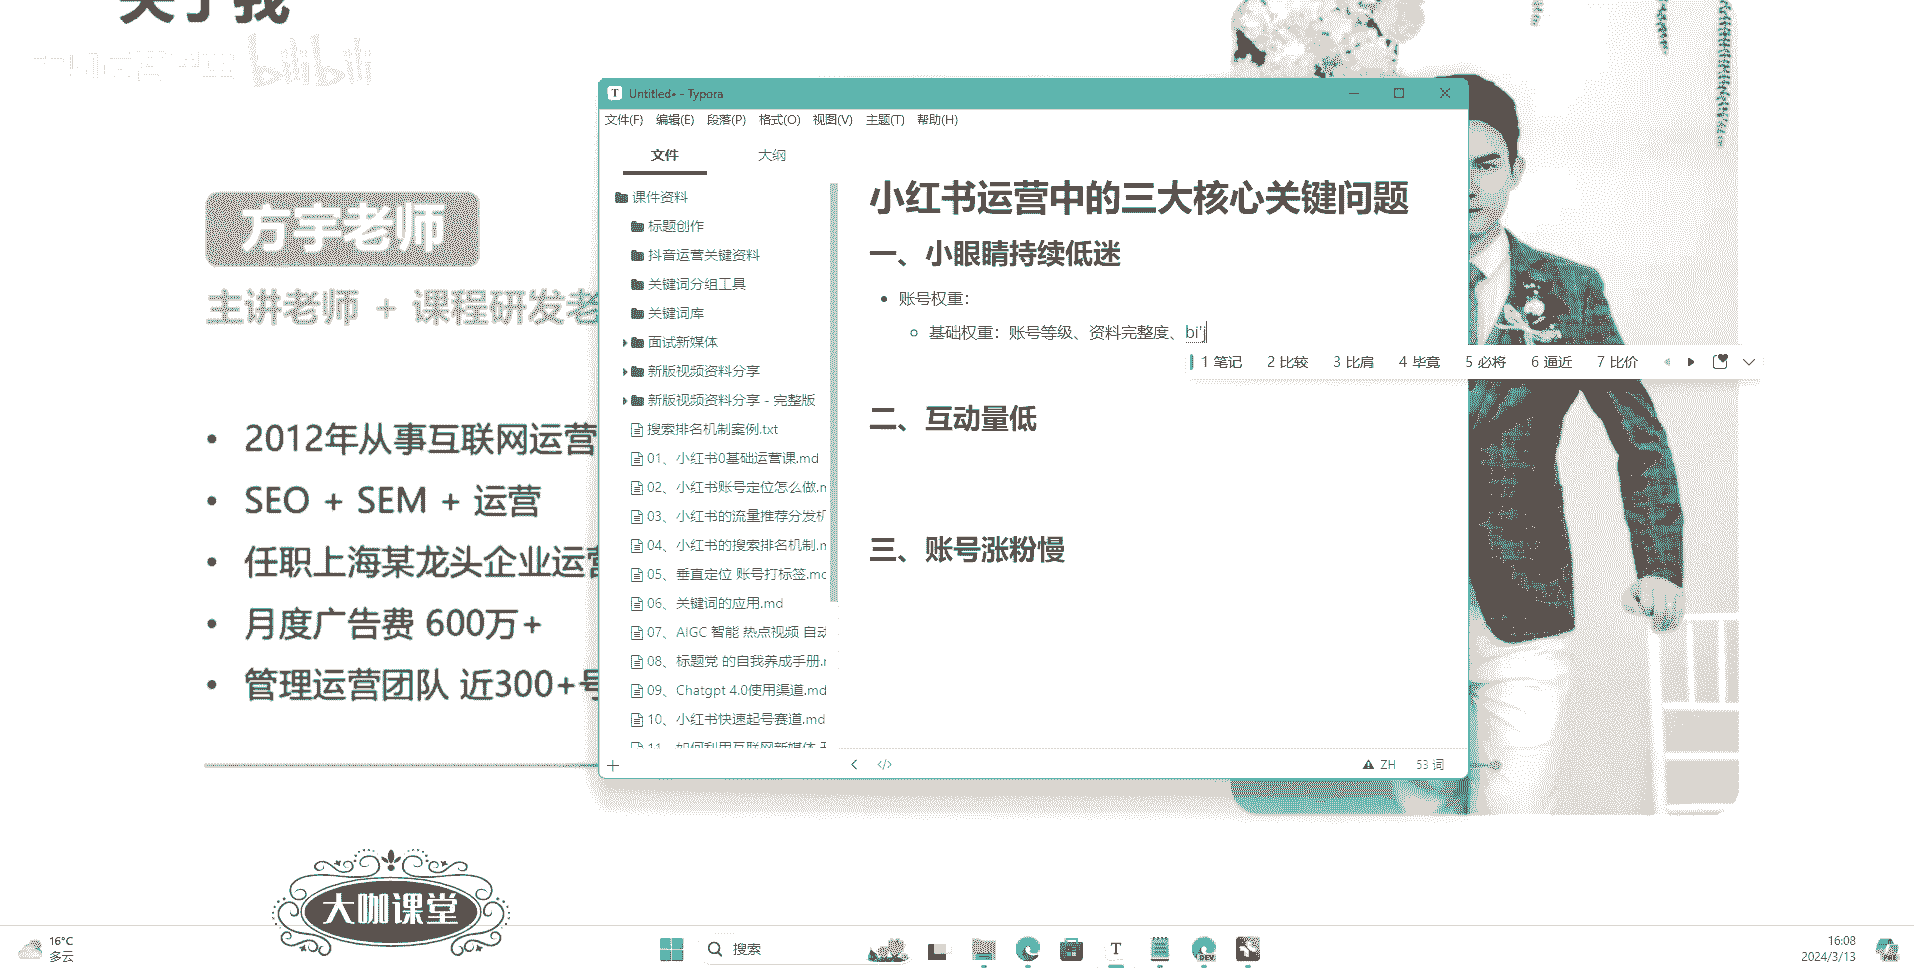 关于我
bilibili
方宇老师
主讲老师 + 课程研发老
2012年从事互联网运营
SEO + SEM + 运营
任职上海某龙头企业运营
月度广告费 600万+
管理运营团队 近300+号
大咖课堂
Untitled• - Typora
文件(F) 编辑(E) 段落(P) 格式(O) 视图(V) 主题(T) 帮助(H)
文件 大纲
课件资料
标题创作
抖音运营关键资料
关键词分组工具
关键词库
面试新媒体
新版视频资料分享
新版视频资料分享 - 完整版
搜索排名机制案例.txt
01、小红书0基础运营课.md
02、小红书账号定位怎么做.m
03、小红书的流量推荐分发机
04、小红书的搜索排名机制.m
05、垂直定位 账号打标签.md
06、关键词的应用.md
07、AIGC 智能 热点视频 自动
08、标题党 的自我养成手册.m
09、Chatgpt 4.0使用渠道.md
10、小红书快速起号赛道.md
11、如何利用互联网新媒体
小红书运营中的三大核心关键问题
一、小眼睛持续低迷
账号权重：
基础权重：账号等级、资料完整度、bi'j
1 笔记 2 比较 3 比肩 4 毕竟 5 必将 6 逼近 7 比价
二、互动量低
三、账号涨粉慢
ZH 53 词
16°C
多云
搜索
T
DEV
PRE
16:08
2024/3/13